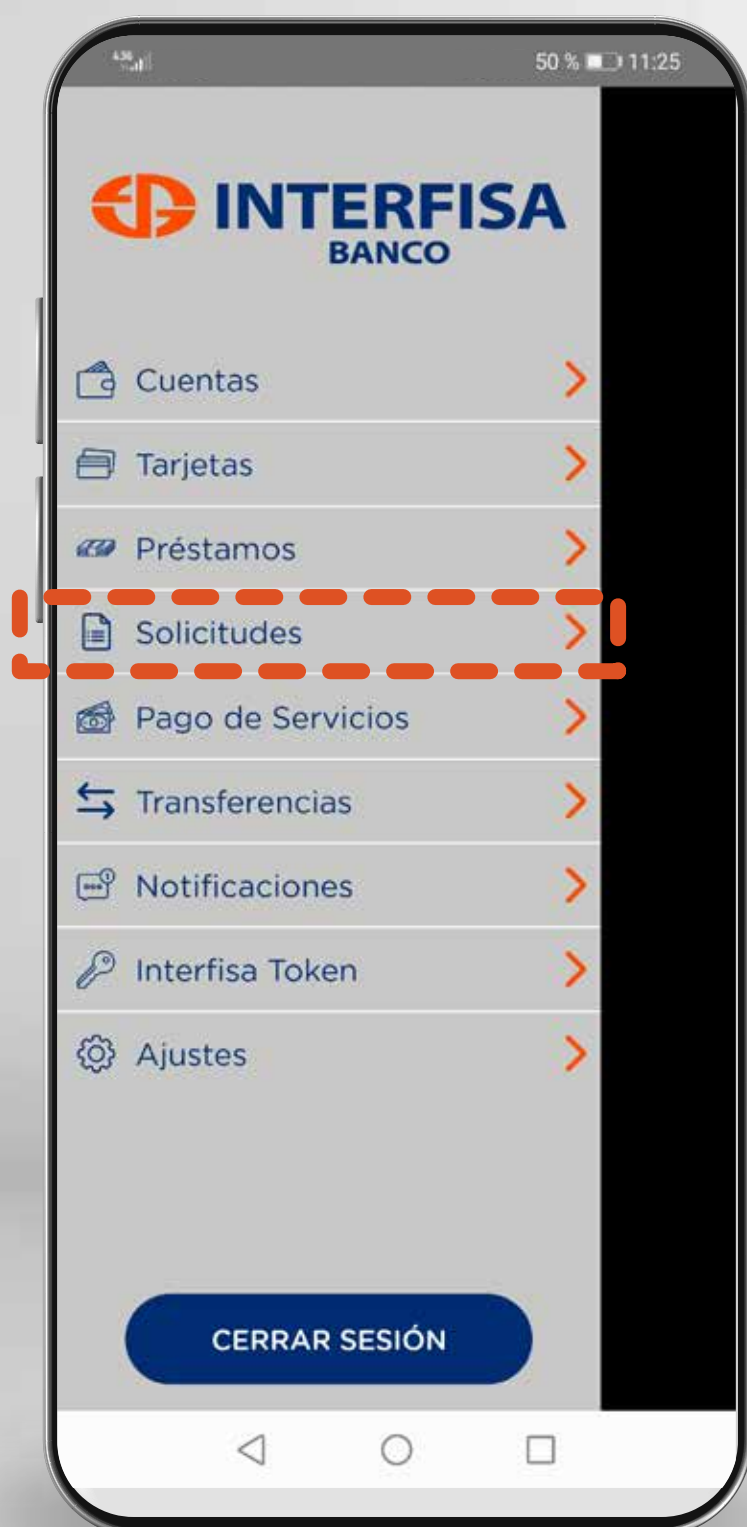 50 % 11:25
INTERFISA
BANCO
Cuentas
Tarjetas
Préstamos
Solicitudes
Pago de Servicios
Transferencias
Notificaciones
Interfisa Token
Ajustes
CERRAR SESIÓN